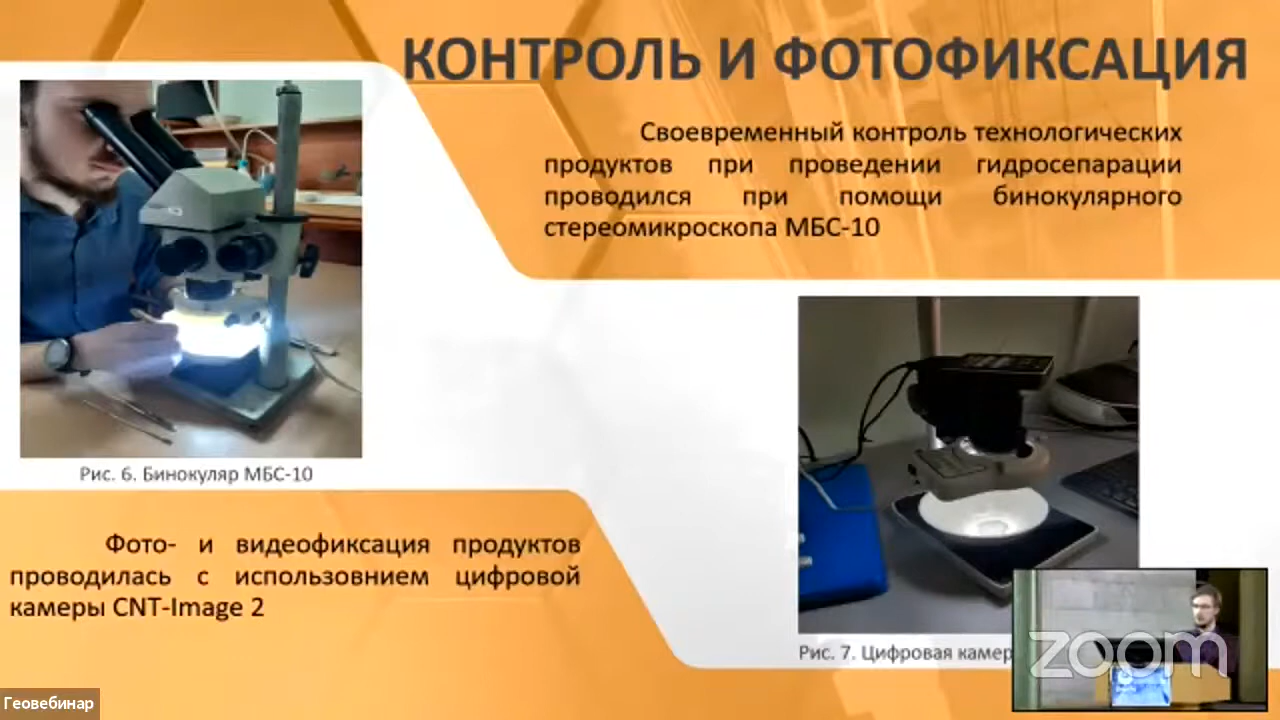 КОНТРОЛЬ И ФОТОФИКСАЦИЯ
Своевременный контроль технологических
продуктов при проведении гидросепарации
проводился при помощи бинокулярного
стереомикроскопа МБС-10
Рис. 6. Бинокуляр МБС-10
Фото- и видеофиксация продуктов
проводилась с использовнием цифровой
камеры CNT-Image 2
Рис. 7. Цифровая камер
zoom
Геовебинар